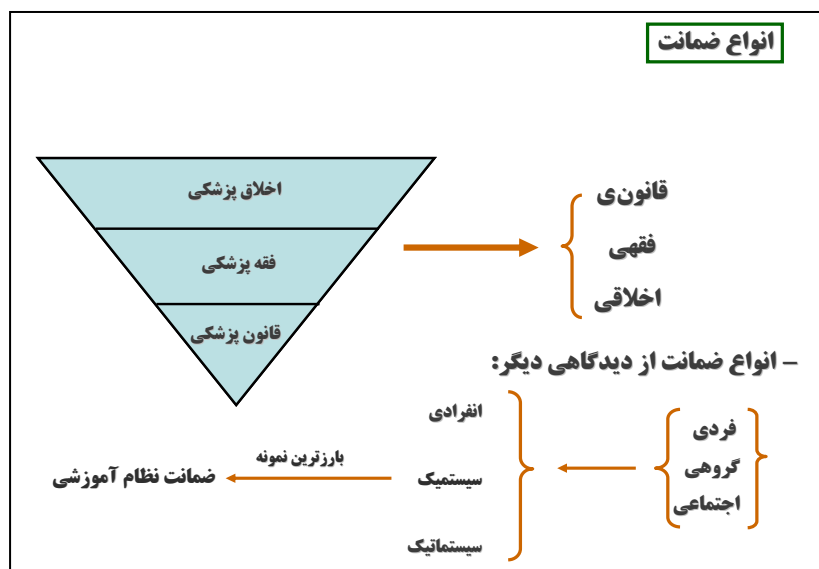 انواع ضمانت
اخلاق پزشکی
فقه پزشکی
قانون پزشکی
قانونی
فقهی
اخلاقی
– انواع ضمانت از دیدگاهی دیگر:
فردی
گروهی
اجتماعی
انفرادی
سیستمیک
سیستماتیک
بارزترین نمونه
ضمانت نظام آموزشی